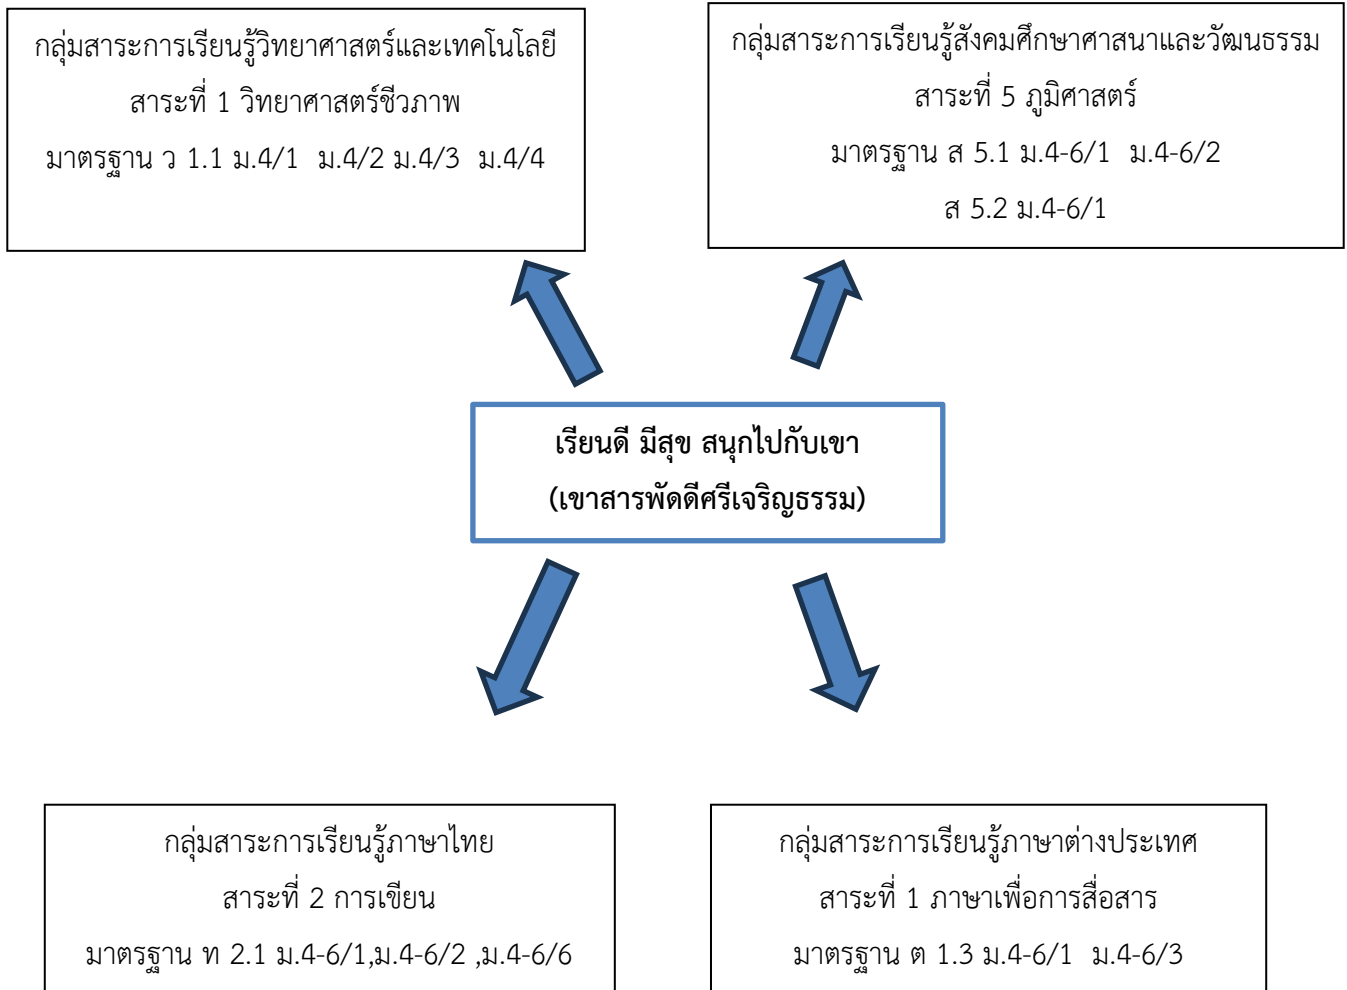 กลุ่มสาระการเรียนรู้วิทยาศาสตร์และเทคโนโลยี
สาระที่ 1 วิทยาศาสตร์ชีวภาพ
มาตรฐาน ว 1.1 ม.4/1 ม.4/2 ม.4/3 ม.4/4
กลุ่มสาระการเรียนรู้สังคมศึกษาศาสนาและวัฒนธรรม
สาระที่ 5 ภูมิศาสตร์
มาตรฐาน ส 5.1 ม.4-6/1 ม.4-6/2
ส 5.2 ม.4-6/1
เรียนดี มีสุข สนุกไปกับเขา
(เขาสารพัดดีศรีเจริญธรรม)
กลุ่มสาระการเรียนรู้ภาษาไทย
สาระที่ 2 การเขียน
มาตรฐาน ท 2.1 ม.4-6/1,ม.4-6/2 ,ม.4-6/6
กลุ่มสาระการเรียนรู้ภาษาต่างประเทศ
สาระที่ 1 ภาษาเพื่อการสื่อสาร
มาตรฐาน ต 1.3 ม.4-6/1 ม.4-6/3